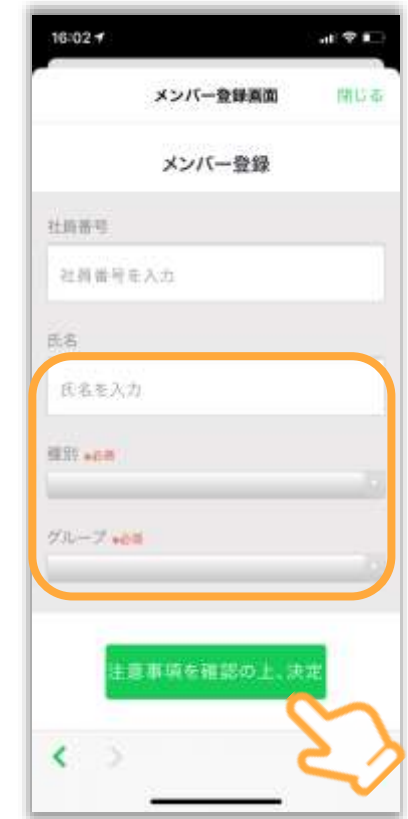 16:02
メンバー登録画面 閉じる
メンバー登録
社員番号
社員番号を入力
氏名
氏名を入力
種別 ※必須
グループ ※必須
注意事項を確認の上、決定